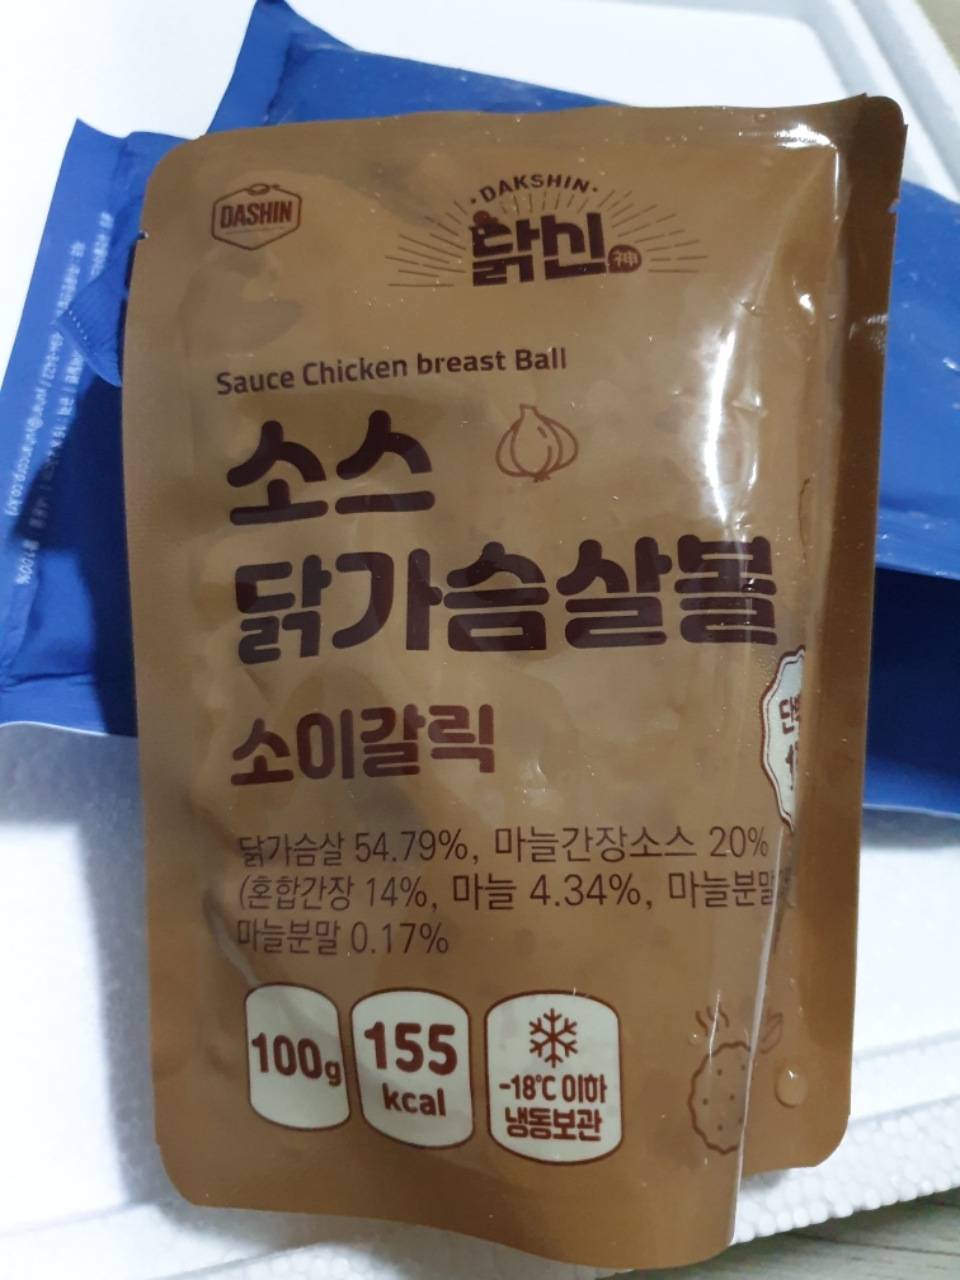 DASHIN
·DAKSHIN·
닭신 神
Sauce Chicken breast Ball
소스
닭가슴살볼
소이갈릭
닭가슴살 54.79%, 마늘간장소스 20%
(혼합간장 14%, 마늘 4.34%, 마늘분말
마늘분말 0.17%
100g
155
kcal
-18℃ 이하
냉동보관